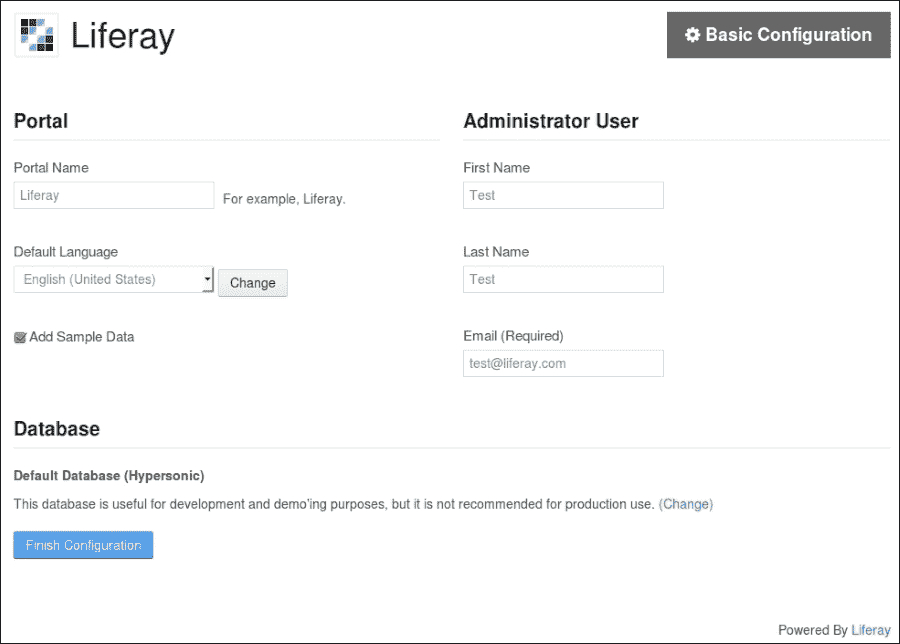 Liferay
Basic Configuration
Portal
Portal Name
Liferay
For example, Liferay.
Default Language
English (United States)
Change
Add Sample Data
Administrator User
First Name
Test
Last Name
Test
Email (Required)
test@liferay.com
Database
Default Database (Hypersonic)
This database is useful for development and demo'ing purposes, but it is not recommended for production use. (Change)
Finish Configuration
Powered By Liferay